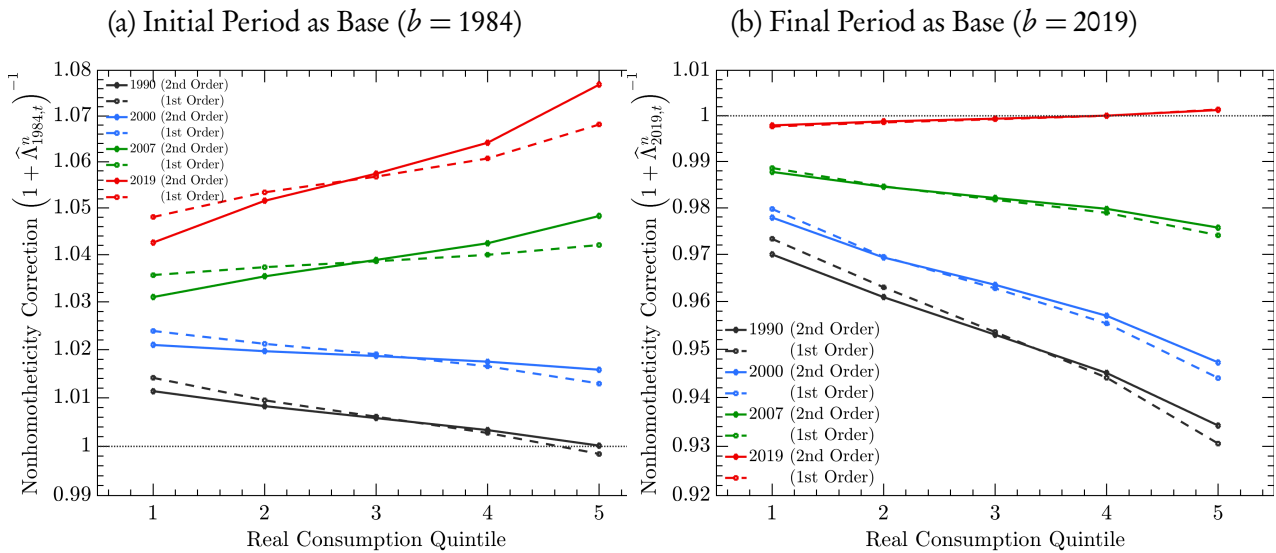 (a) Initial Period as Base (b = 1984)
Nonhomotheticity Correction (1 + Λ̂ⁿ₁₉₈₄,ₜ)⁻¹
1.08
1.07
1.06
1.05
1.04
1.03
1.02
1.01
1
0.99
1990 (2nd Order)
(1st Order)
2000 (2nd Order)
(1st Order)
2007 (2nd Order)
(1st Order)
2019 (2nd Order)
(1st Order)
1 2 3 4 5
Real Consumption Quintile
(b) Final Period as Base (b = 2019)
Nonhomotheticity Correction (1 + Λ̂ⁿ₂₀₁₉,ₜ)⁻¹
1.01
1
0.99
0.98
0.97
0.96
0.95
0.94
0.93
0.92
1990 (2nd Order)
(1st Order)
2000 (2nd Order)
(1st Order)
2007 (2nd Order)
(1st Order)
2019 (2nd Order)
(1st Order)
1 2 3 4 5
Real Consumption Quintile